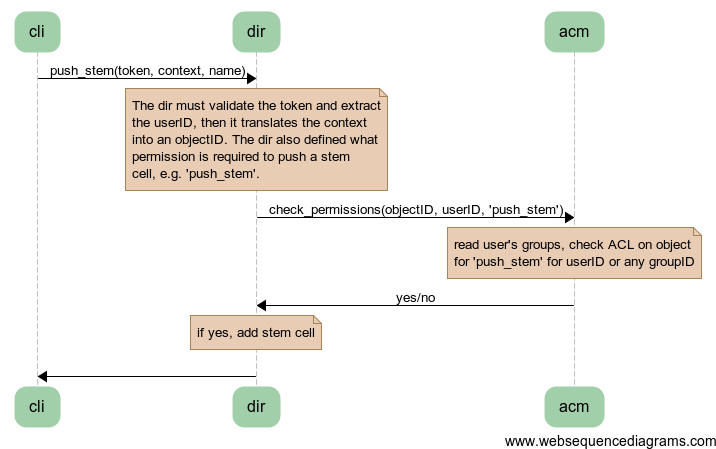 cli
dir
acm
push_stem(token, context, name)
The dir must validate the token and extract
the userID, then it translates the context
into an objectID. The dir also defined what
permission is required to push a stem
cell, e.g. 'push_stem'.
check_permissions(objectID, userID, 'push_stem')
read user's groups, check ACL on object
for 'push_stem' for userID or any groupID
yes/no
if yes, add stem cell
cli
dir
acm
www.websequencediagrams.com